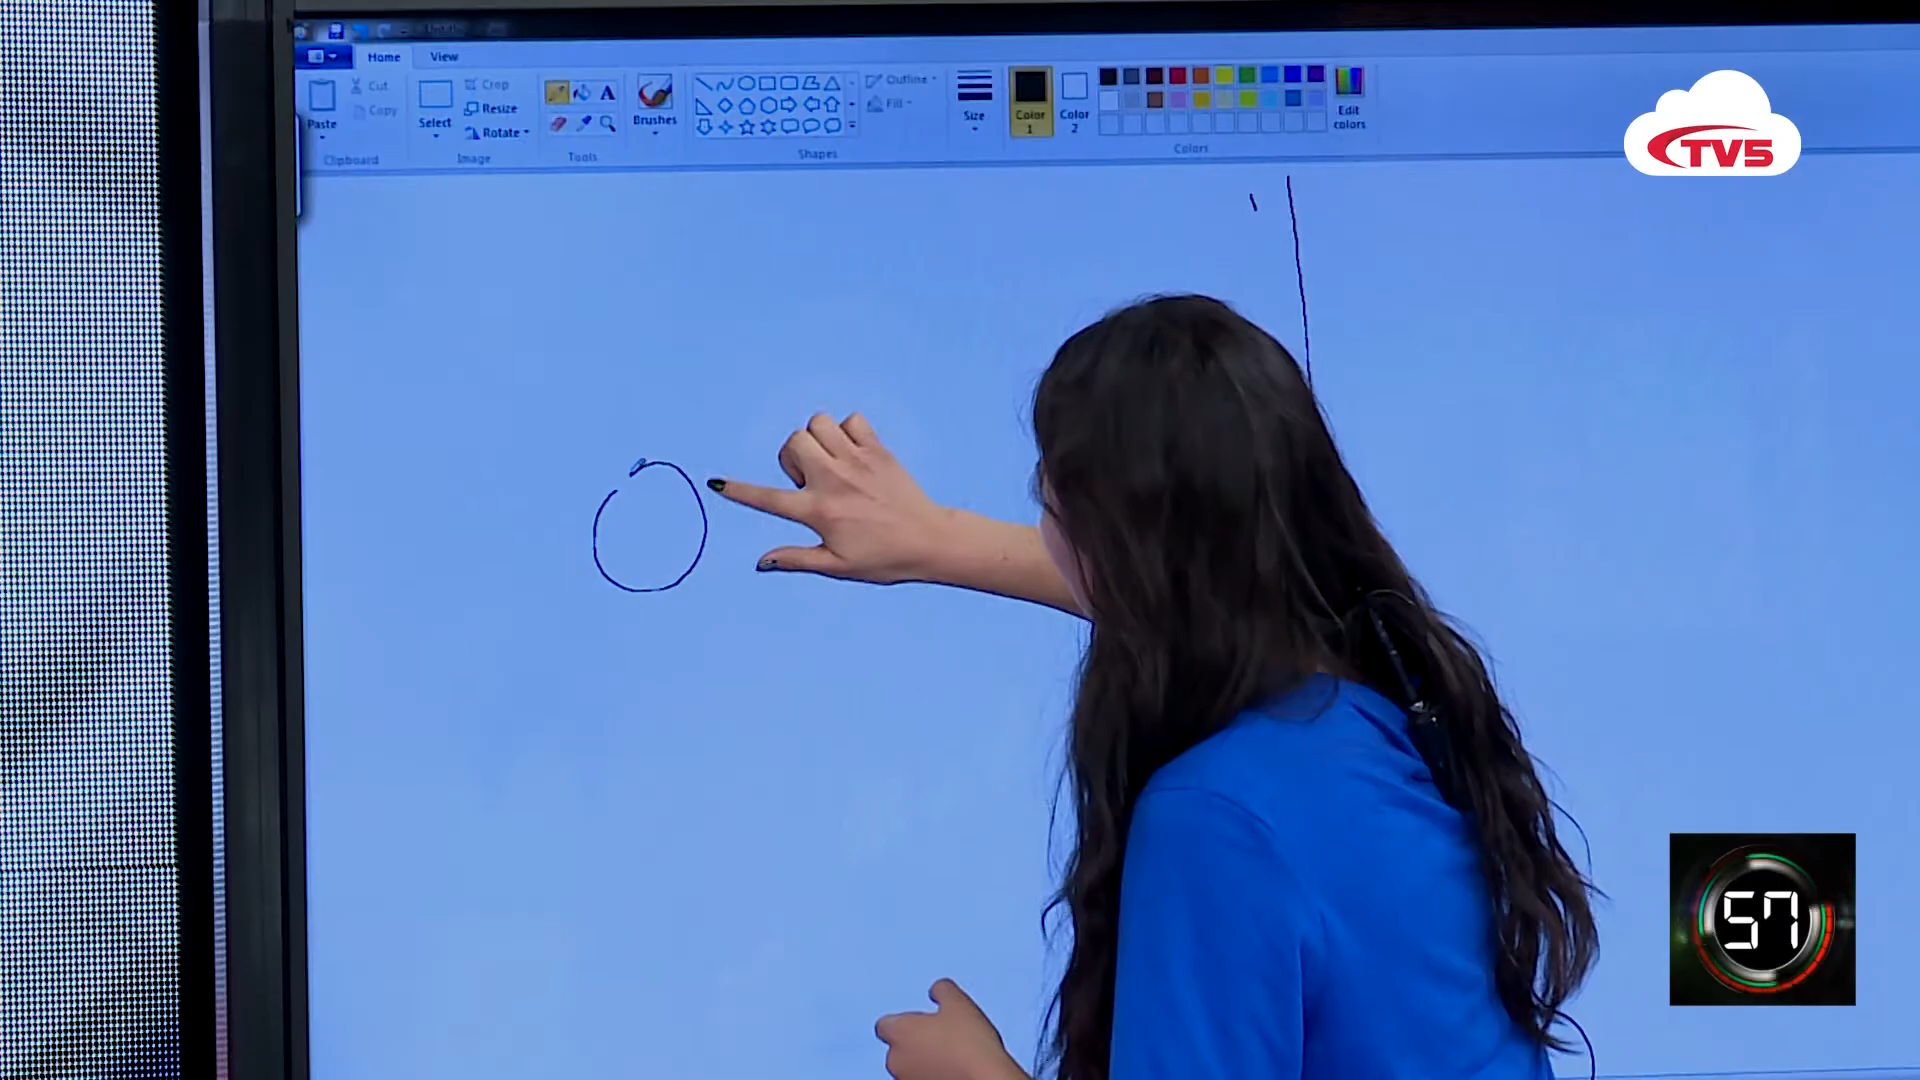 Home View
Cut
Copy
Paste
Clipboard
Select
Crop
Resize
Rotate
Image
A
Tools
Brushes
Outline
Fill
Shapes
Size
Color 1
Color 2
Edit colors
Colors
TV5
57